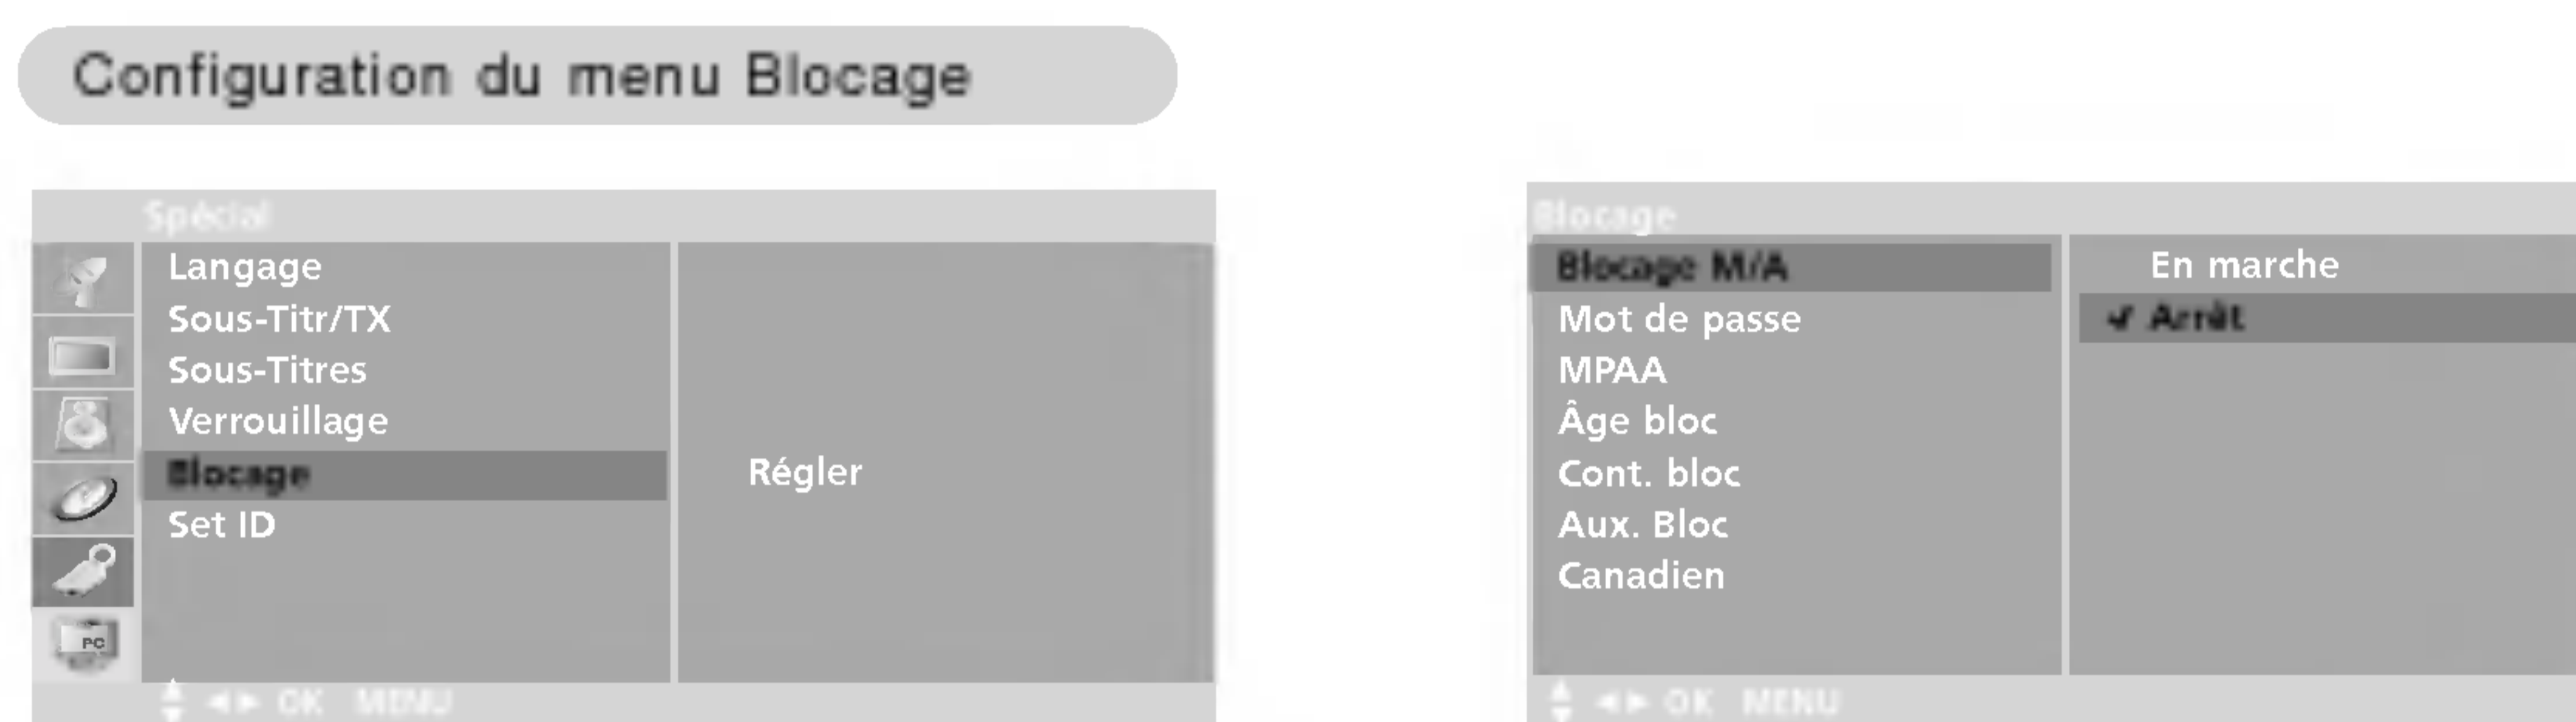 Configuration du menu Blocage
Spécial
Langage
Sous-Titr/TX
Sous-Titres
Verrouillage
Blocage
Régler
Set ID
PC
OK MENU
Blocage
Blocage M/A
En marche
✓ Arrêt
Mot de passe
MPAA
Âge bloc
Cont. bloc
Aux. Bloc
Canadien
OK MENU